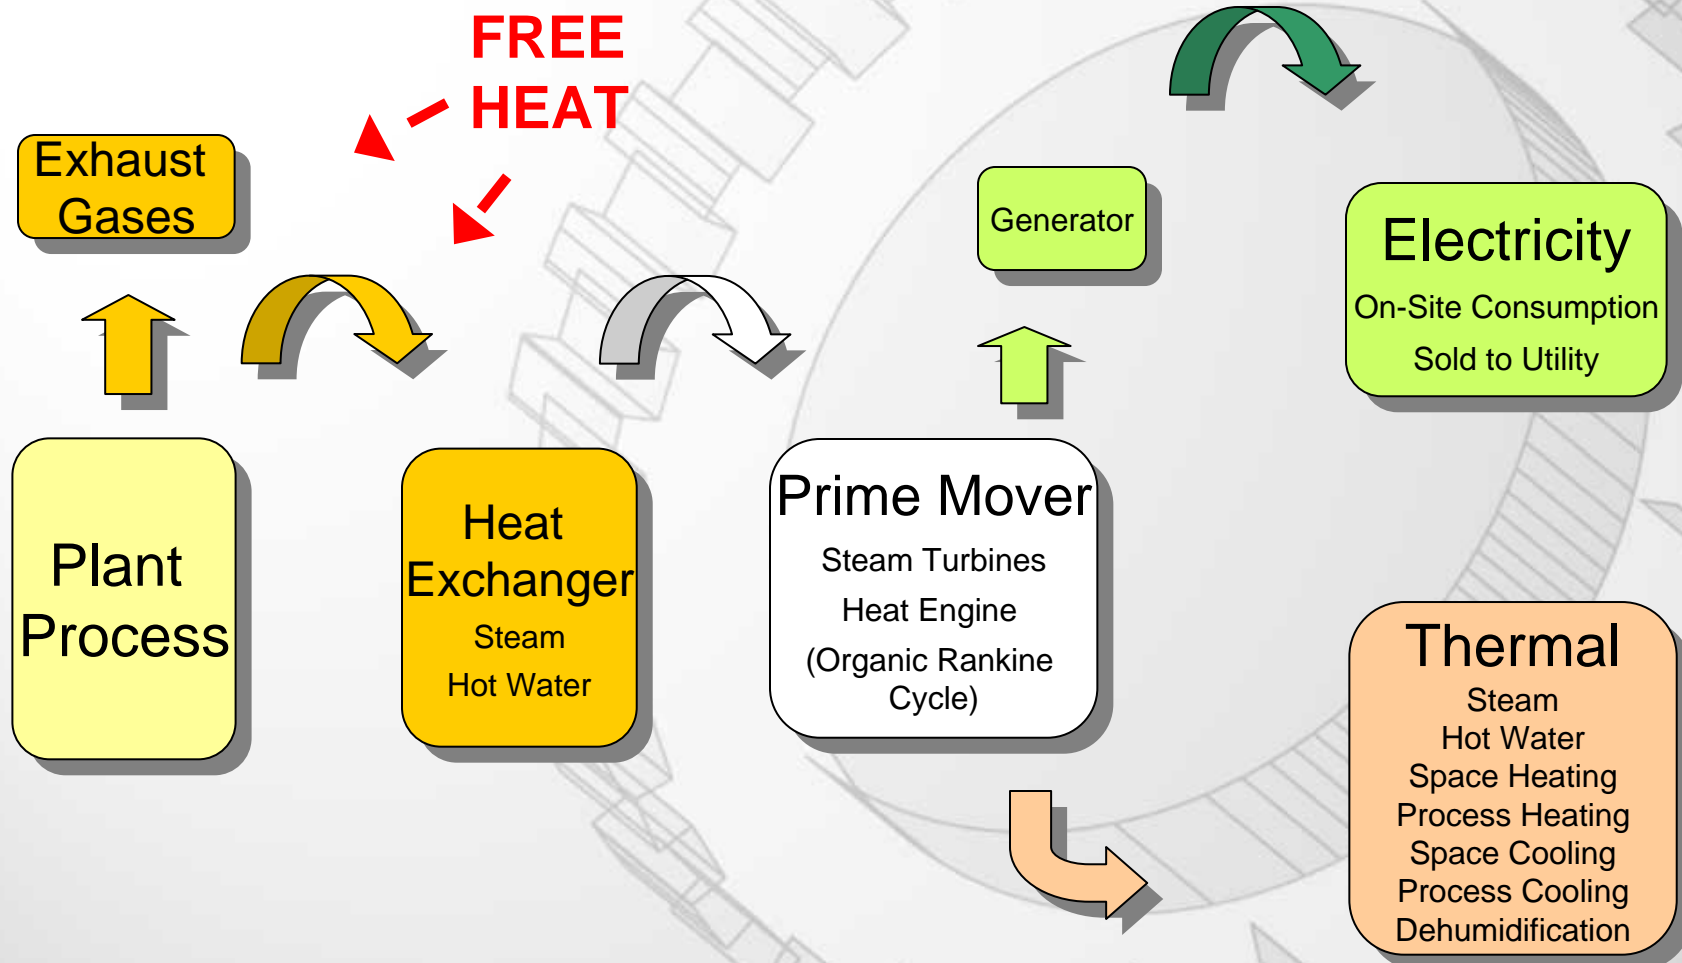 FREE
HEAT
Exhaust
Gases
Generator
Electricity
On-Site Consumption
Sold to Utility
Plant
Process
Heat
Exchanger
Steam
Hot Water
Prime Mover
Steam Turbines
Heat Engine
(Organic Rankine
Cycle)
Thermal
Steam
Hot Water
Space Heating
Process Heating
Space Cooling
Process Cooling
Dehumidification